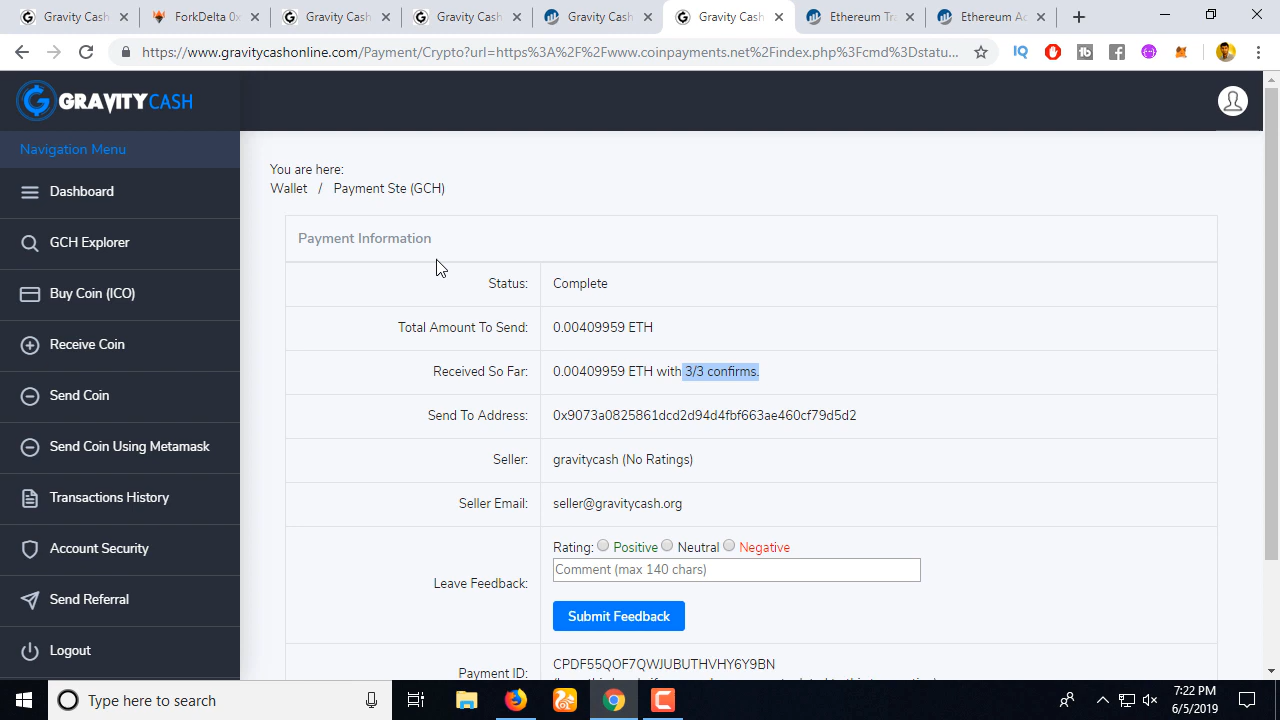 Gravity Cash
ForkDelta 0x
Gravity Cash
Gravity Cash
Gravity Cash
Gravity Cash
Ethereum Tr
Ethereum Ac
https://www.gravitycashonline.com/Payment/Crypto?url=https%3A%2F%2Fwww.coinpayments.net%2Findex.php%3Fcmd%3Dstatu...
GRAVITYCASH
Navigation Menu
Dashboard
GCH Explorer
Buy Coin (ICO)
Receive Coin
Send Coin
Send Coin Using Metamask
Transactions History
Account Security
Send Referral
Logout
You are here:
Wallet / Payment Ste (GCH)
Payment Information
Status: Complete
Total Amount To Send: 0.00409959 ETH
Received So Far: 0.00409959 ETH with 3/3 confirms.
Send To Address: 0x9073a0825861dcd2d94d4fbf663ae460cf79d5d2
Seller: gravitycash (No Ratings)
Seller Email: seller@gravitycash.org
Rating: Positive Neutral Negative
Comment (max 140 chars)
Leave Feedback:
Submit Feedback
Payment ID: CPDF55QOF7QWJUBUTHVHY6Y9BN
Type here to search
7:22 PM
6/5/2019